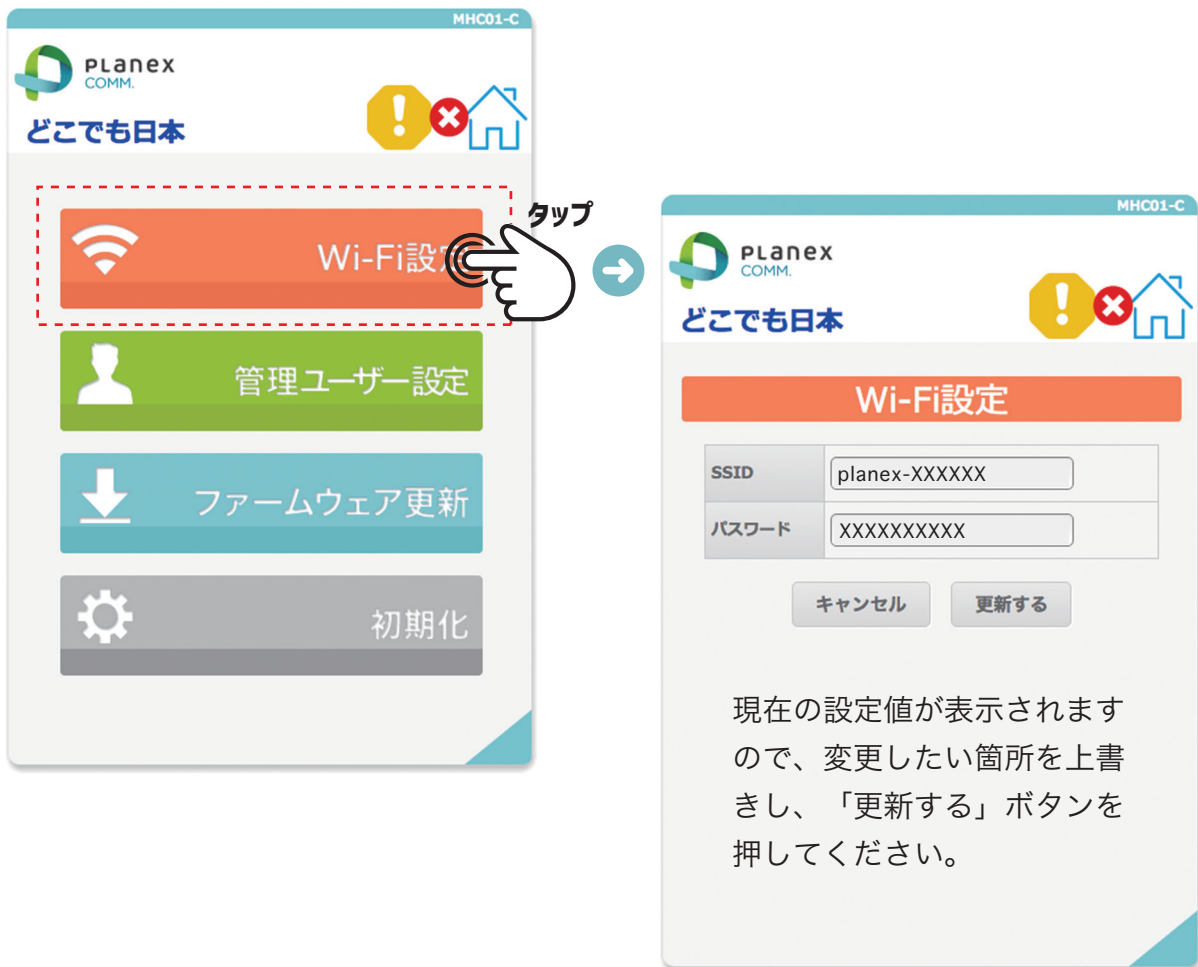 MHC01-C
PLanex
COMM.
どこでも日本
Wi-Fi設
タップ
管理ユーザー設定
ファームウェア更新
初期化
MHC01-C
PLanex
COMM.
どこでも日本
Wi-Fi設定
SSID
planex-XXXXXX
パスワード
XXXXXXXXXX
キャンセル
更新する
現在の設定値が表示されます
ので、変更したい箇所を上書
きし、「更新する」ボタンを
押してください。